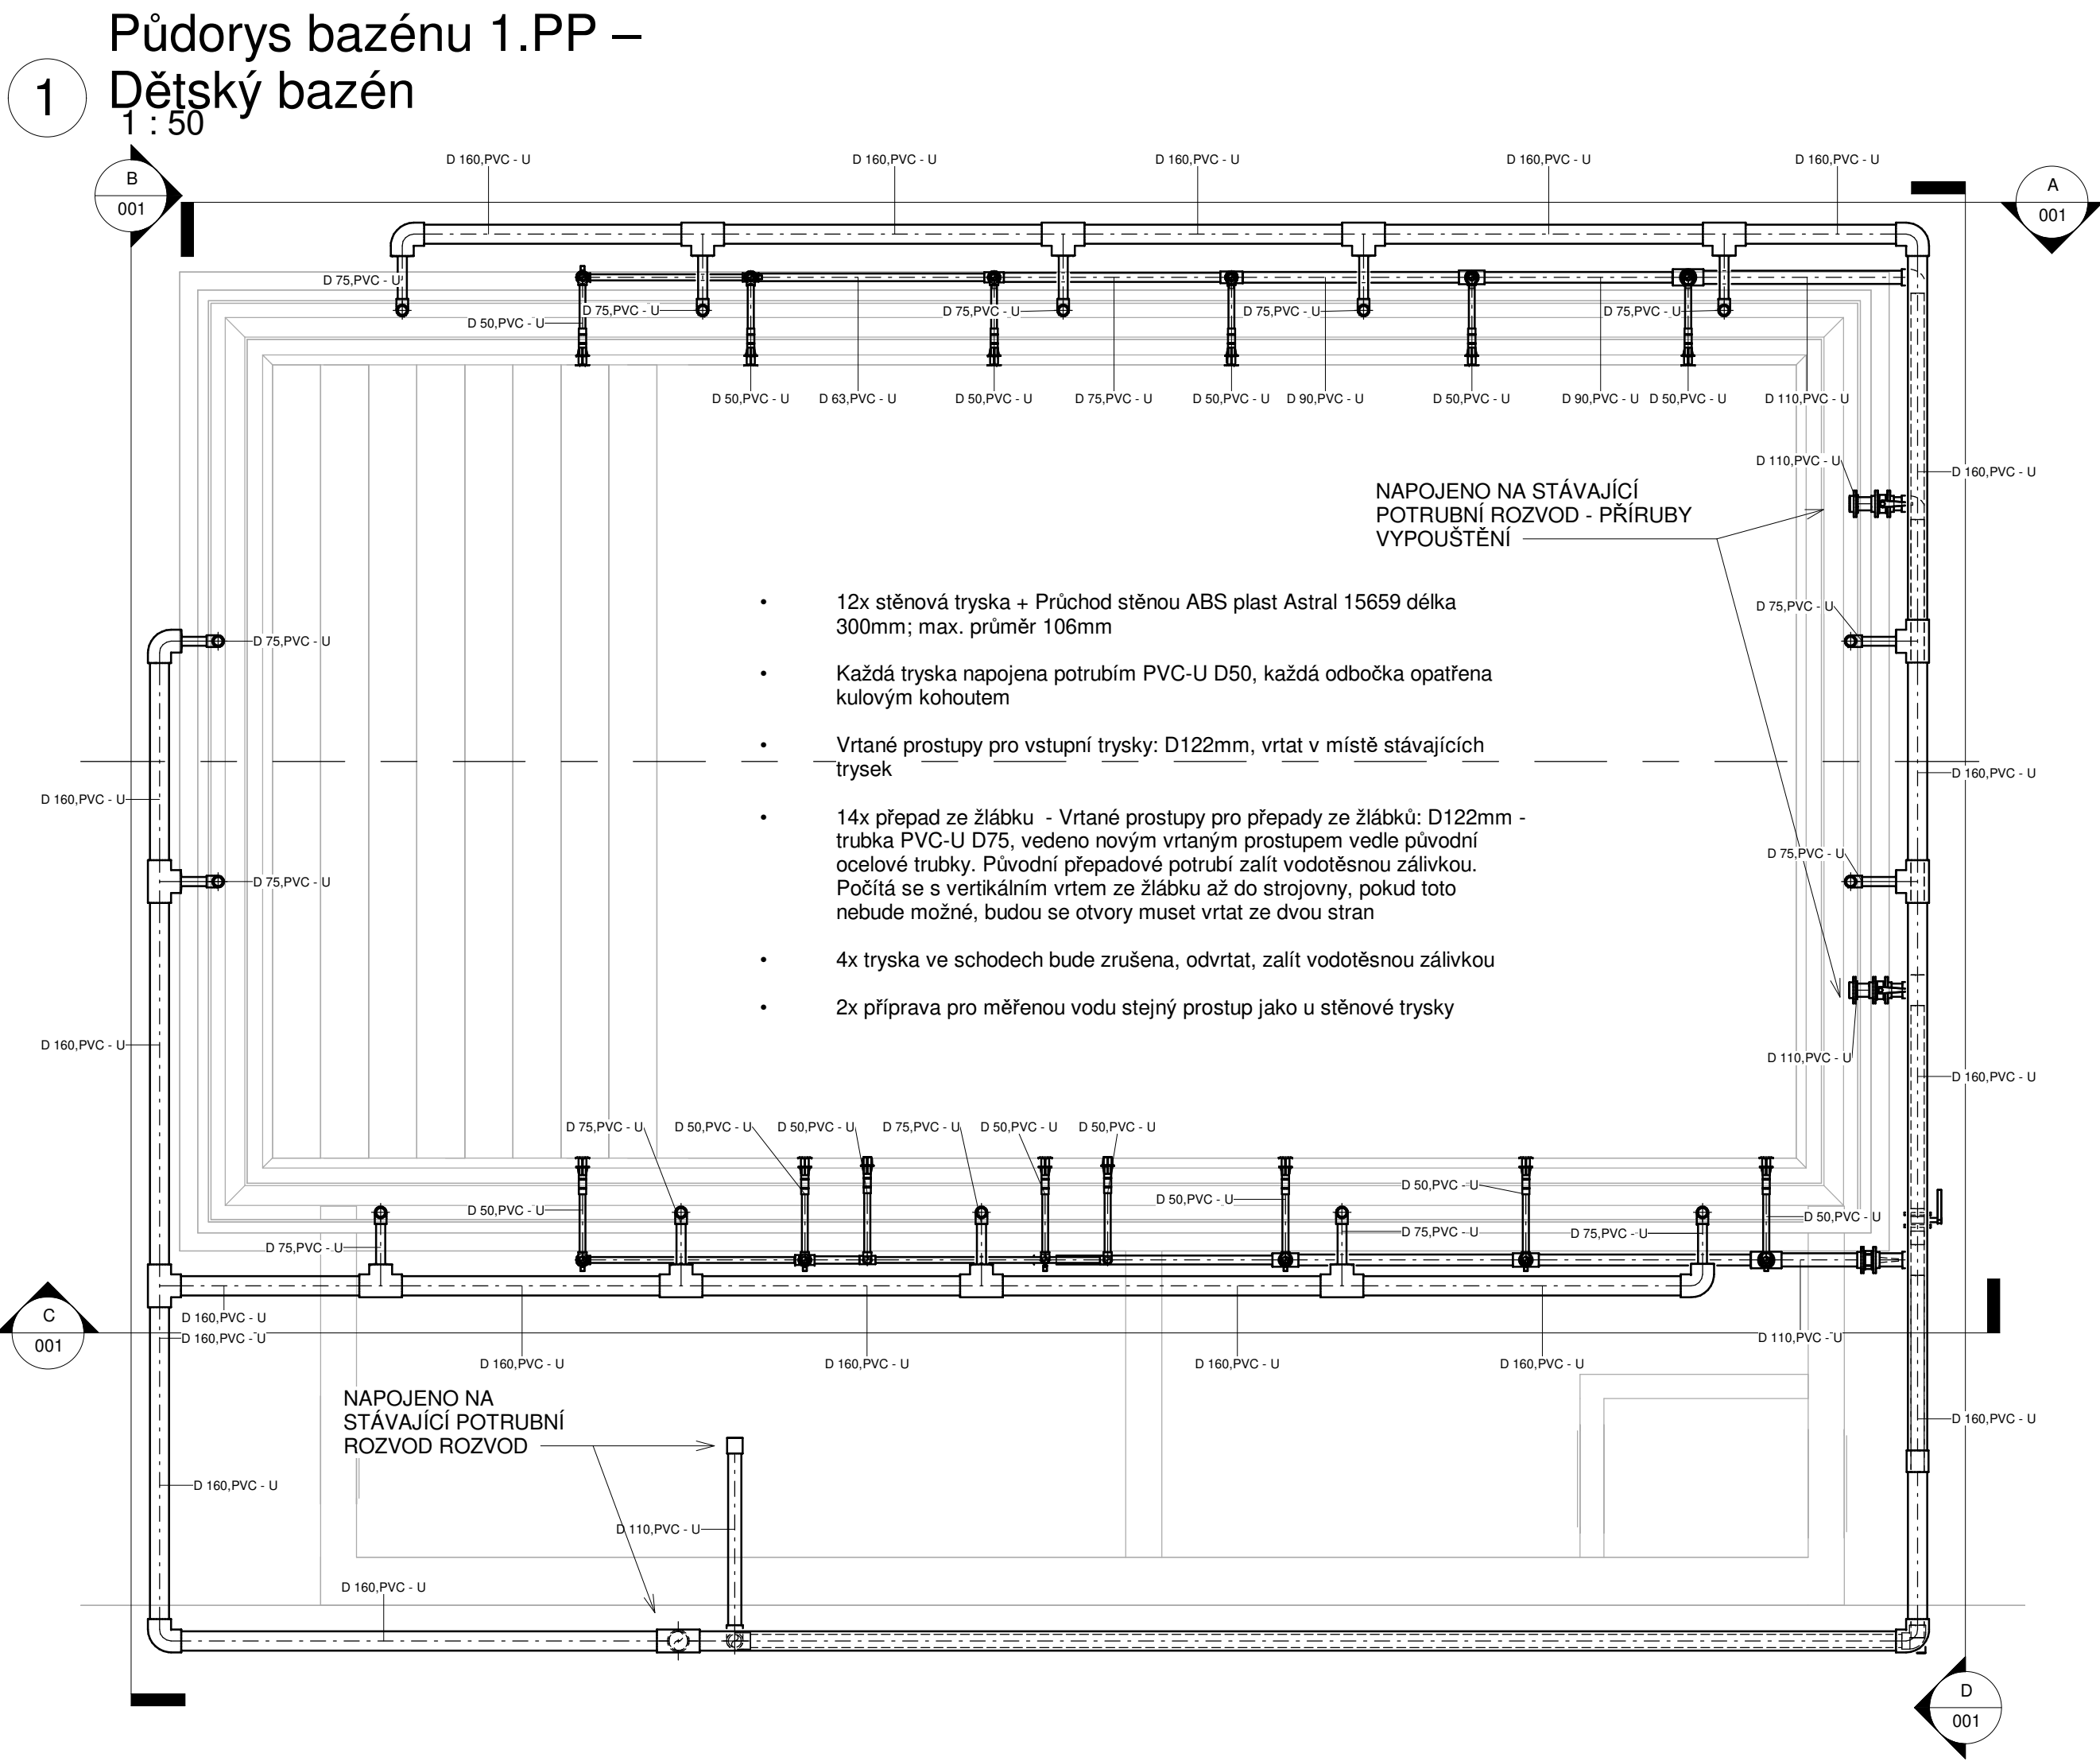 Půdorys bazénu 1.PP –
1
Dětský bazén
1 : 50
D 160,PVC - U
D 160,PVC - U
D 160,PVC - U
D 160,PVC - U
D 160,PVC - U
B
001
A
001
D 75,PVC - U
D 50,PVC - U
D 75,PVC - U
D 75,PVC - U
D 75,PVC - U
D 75,PVC - U
D 50,PVC - U
D 63,PVC - U
D 50,PVC - U
D 75,PVC - U
D 50,PVC - U
D 90,PVC - U
D 50,PVC - U
D 90,PVC - U
D 50,PVC - U
D 110,PVC - U
D 110,PVC - U
D 160,PVC - U
NAPOJENO NA STÁVAJÍCÍ
POTRUBNÍ ROZVOD - PŘÍRUBY
VYPOUŠTĚNÍ
• 12x stěnová tryska + Průchod stěnou ABS plast Astral 15659 délka
300mm; max. průměr 106mm
D 75,PVC - U
D 75,PVC - U
• Každá tryska napojena potrubím PVC-U D50, každá odbočka opatřena
kulovým kohoutem
• Vrtané prostupy pro vstupní trysky: D122mm, vrtat v místě stávajících
trysek
D 160,PVC - U
D 160,PVC - U
• 14x přepad ze žlábku - Vrtané prostupy pro přepady ze žlábků: D122mm -
trubka PVC-U D75, vedeno novým vrtaným prostupem vedle původní
ocelové trubky. Původní přepadové potrubí zalít vodotěsnou zálivkou.
Počítá se s vertikálním vrtem ze žlábku až do strojovny, pokud toto
nebude možné, budou se otvory muset vrtat ze dvou stran
D 75,PVC - U
D 75,PVC - U
• 4x tryska ve schodech bude zrušena, odvrtat, zalít vodotěsnou zálivkou
• 2x příprava pro měřenou vodu stejný prostup jako u stěnové trysky
D 160,PVC - U
D 110,PVC - U
D 160,PVC - U
D 75,PVC - U
D 50,PVC - U
D 50,PVC - U
D 75,PVC - U
D 50,PVC - U
D 50,PVC - U
D 50,PVC - U
D 50,PVC - U
D 50,PVC - U
D 50,PVC - U
D 75,PVC - U
D 75,PVC - U
D 75,PVC - U
C
001
D 160,PVC - U
D 160,PVC - U
D 110,PVC - U
D 160,PVC - U
D 160,PVC - U
D 160,PVC - U
D 160,PVC - U
NAPOJENO NA
STÁVAJÍCÍ POTRUBNÍ
ROZVOD ROZVOD
D 160,PVC - U
D 160,PVC - U
D 110,PVC - U
D 160,PVC - U
D
001